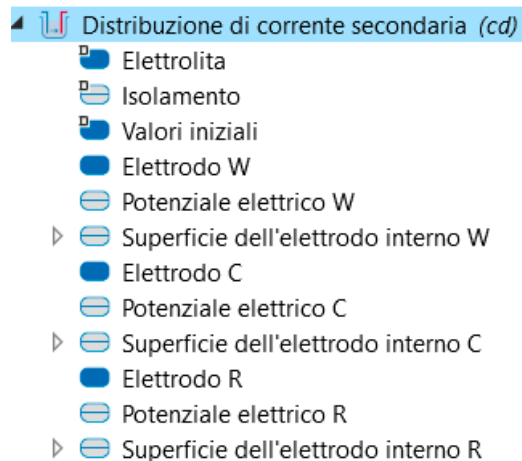 Distribuzione di corrente secondaria (cd)
Elettrolita
Isolamento
Valori iniziali
Elettrodo W
Potenziale elettrico W
Superficie dell'elettrodo interno W
Elettrodo C
Potenziale elettrico C
Superficie dell'elettrodo interno C
Elettrodo R
Potenziale elettrico R
Superficie dell'elettrodo interno R